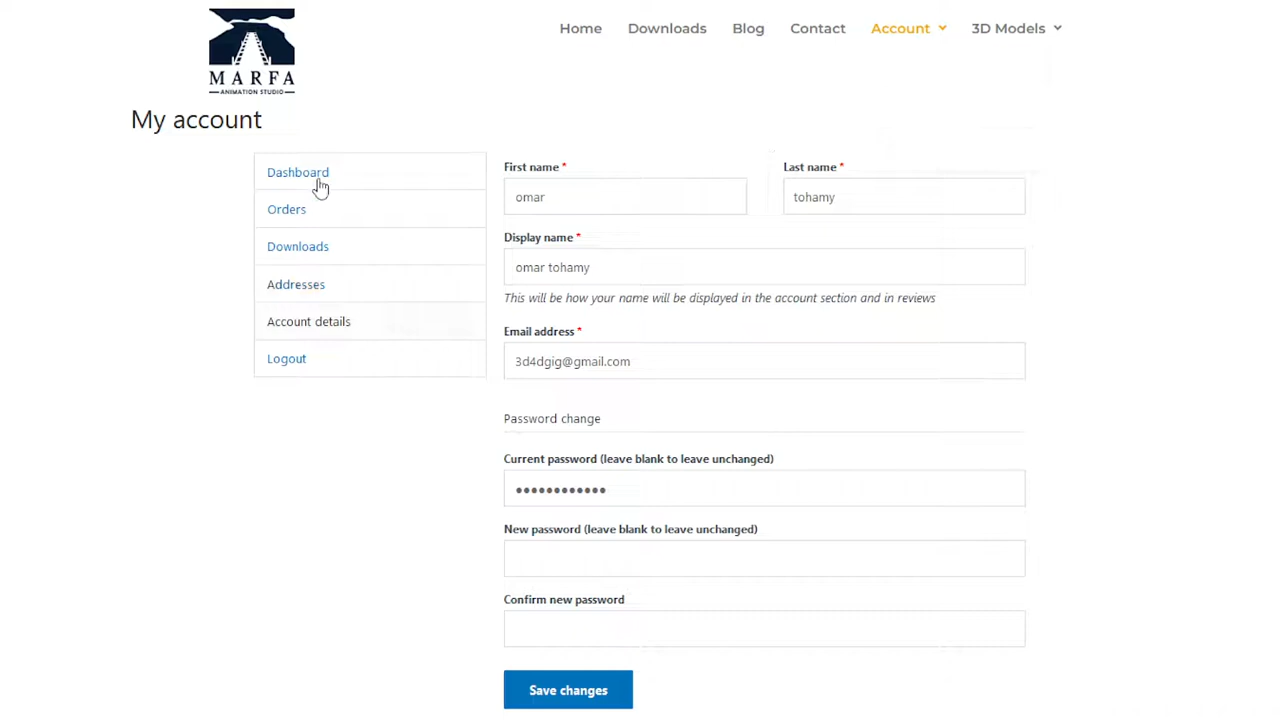 MARFA
ANIMATION STUDIO
Home Downloads Blog Contact Account 3D Models
My account
Dashboard
Orders
Downloads
Addresses
Account details
Logout
First name *
omar
Last name *
tohamy
Display name *
omar tohamy
This will be how your name will be displayed in the account section and in reviews
Email address *
3d4dgig@gmail.com
Password change
Current password (leave blank to leave unchanged)
••••••••••••
New password (leave blank to leave unchanged)
Confirm new password
Save changes